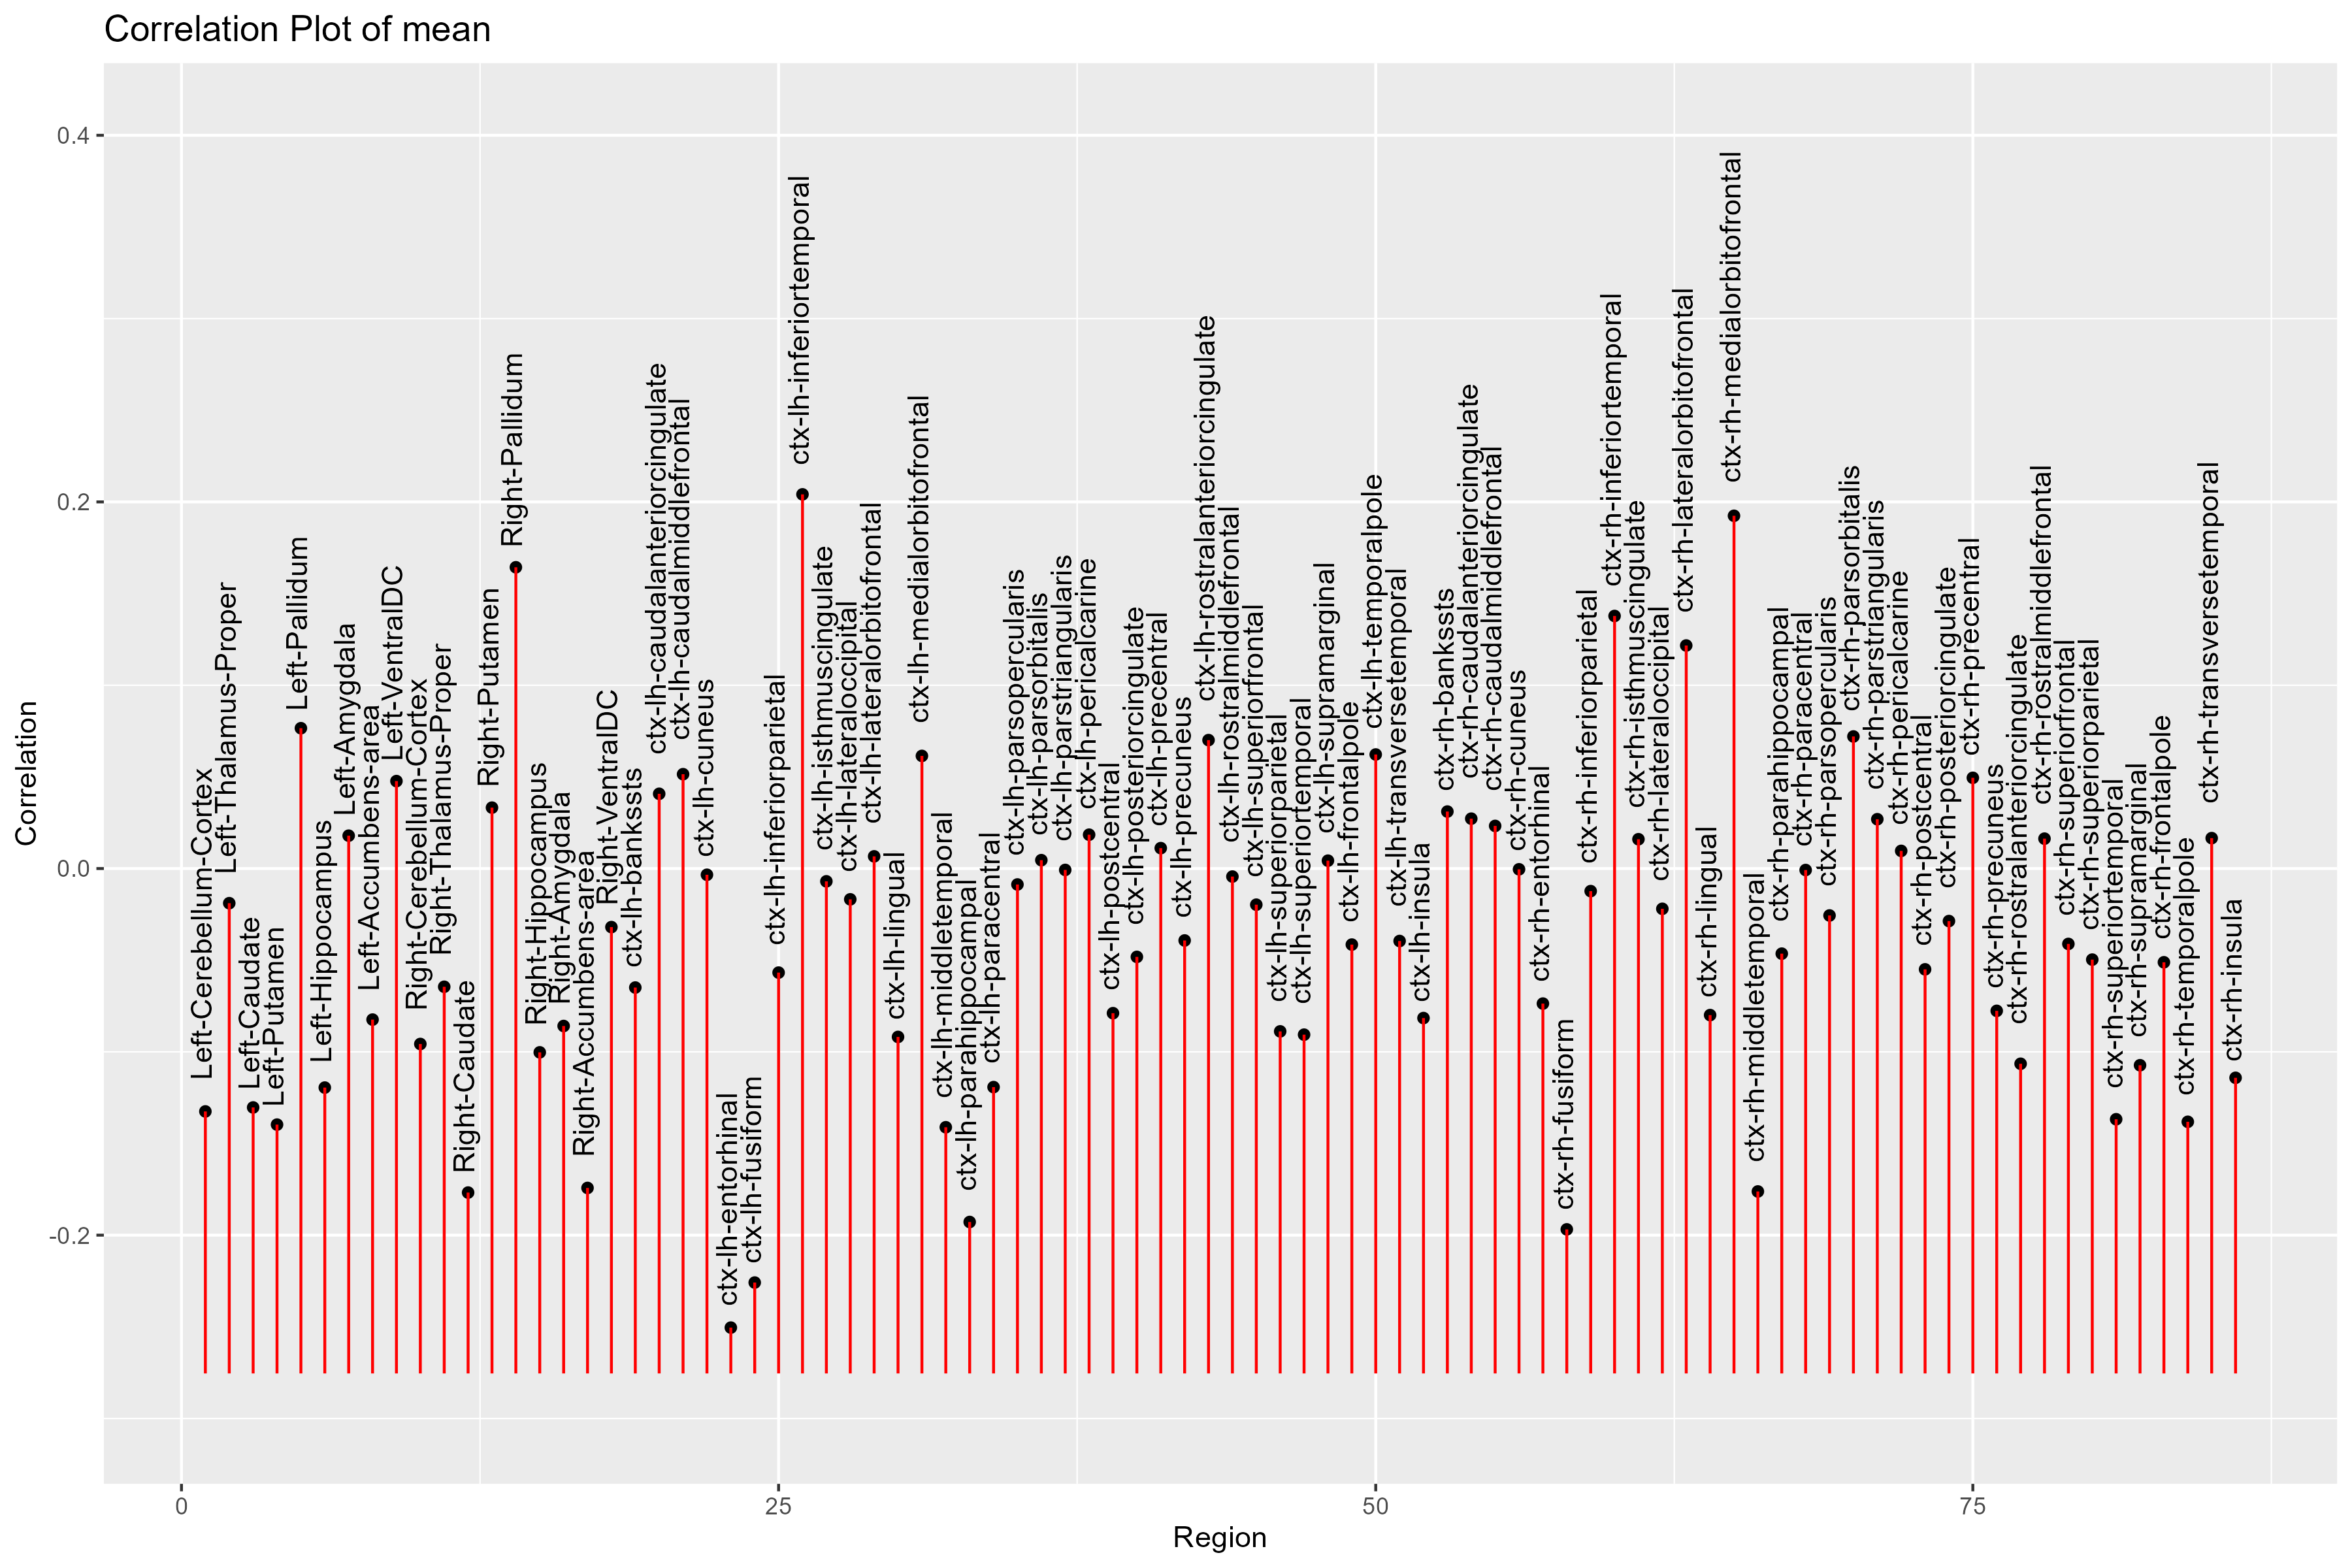 Correlation Plot of mean
Correlation
0.4
0.2
0.0
-0.2
Left-Cerebellum-Cortex
Left-Thalamus-Proper
Left-Caudate
Left-Putamen
Left-Pallidum
Left-Hippocampus
Left-Amygdala
Left-Accumbens-area
Left-VentralDC
Right-Cerebellum-Cortex
Right-Thalamus-Proper
Right-Caudate
Right-Putamen
Right-Pallidum
Right-Hippocampus
Right-Amygdala
Right-Accumbens-area
Right-VentralDC
ctx-lh-bankssts
ctx-lh-caudalanteriorcingulate
ctx-lh-caudalmiddlefrontal
ctx-lh-cuneus
ctx-lh-entorhinal
ctx-lh-fusiform
ctx-lh-inferiorparietal
ctx-lh-inferiortemporal
ctx-lh-isthmuscingulate
ctx-lh-lateraloccipital
ctx-lh-lateralorbitofrontal
ctx-lh-lingual
ctx-lh-medialorbitofrontal
ctx-lh-middletemporal
ctx-lh-parahippocampal
ctx-lh-paracentral
ctx-lh-parsopercularis
ctx-lh-parsorbitalis
ctx-lh-parstriangularis
ctx-lh-pericalcarine
ctx-lh-postcentral
ctx-lh-posteriorcingulate
ctx-lh-precentral
ctx-lh-precuneus
ctx-lh-rostralanteriorcingulate
ctx-lh-rostralmiddlefrontal
ctx-lh-superiorfrontal
ctx-lh-superiorparietal
ctx-lh-superiortemporal
ctx-lh-supramarginal
ctx-lh-frontalpole
ctx-lh-temporalpole
ctx-lh-transversetemporal
ctx-lh-insula
ctx-rh-bankssts
ctx-rh-caudalanteriorcingulate
ctx-rh-caudalmiddlefrontal
ctx-rh-cuneus
ctx-rh-entorhinal
ctx-rh-fusiform
ctx-rh-inferiorparietal
ctx-rh-inferiortemporal
ctx-rh-isthmuscingulate
ctx-rh-lateraloccipital
ctx-rh-lateralorbitofrontal
ctx-rh-lingual
ctx-rh-medialorbitofrontal
ctx-rh-middletemporal
ctx-rh-parahippocampal
ctx-rh-paracentral
ctx-rh-parsopercularis
ctx-rh-parsorbitalis
ctx-rh-parstriangularis
ctx-rh-pericalcarine
ctx-rh-postcentral
ctx-rh-posteriorcingulate
ctx-rh-precentral
ctx-rh-precuneus
ctx-rh-rostralanteriorcingulate
ctx-rh-rostralmiddlefrontal
ctx-rh-superiorfrontal
ctx-rh-superiorparietal
ctx-rh-superiortemporal
ctx-rh-supramarginal
ctx-rh-frontalpole
ctx-rh-temporalpole
ctx-rh-transversetemporal
ctx-rh-insula
0
25
50
75
Region